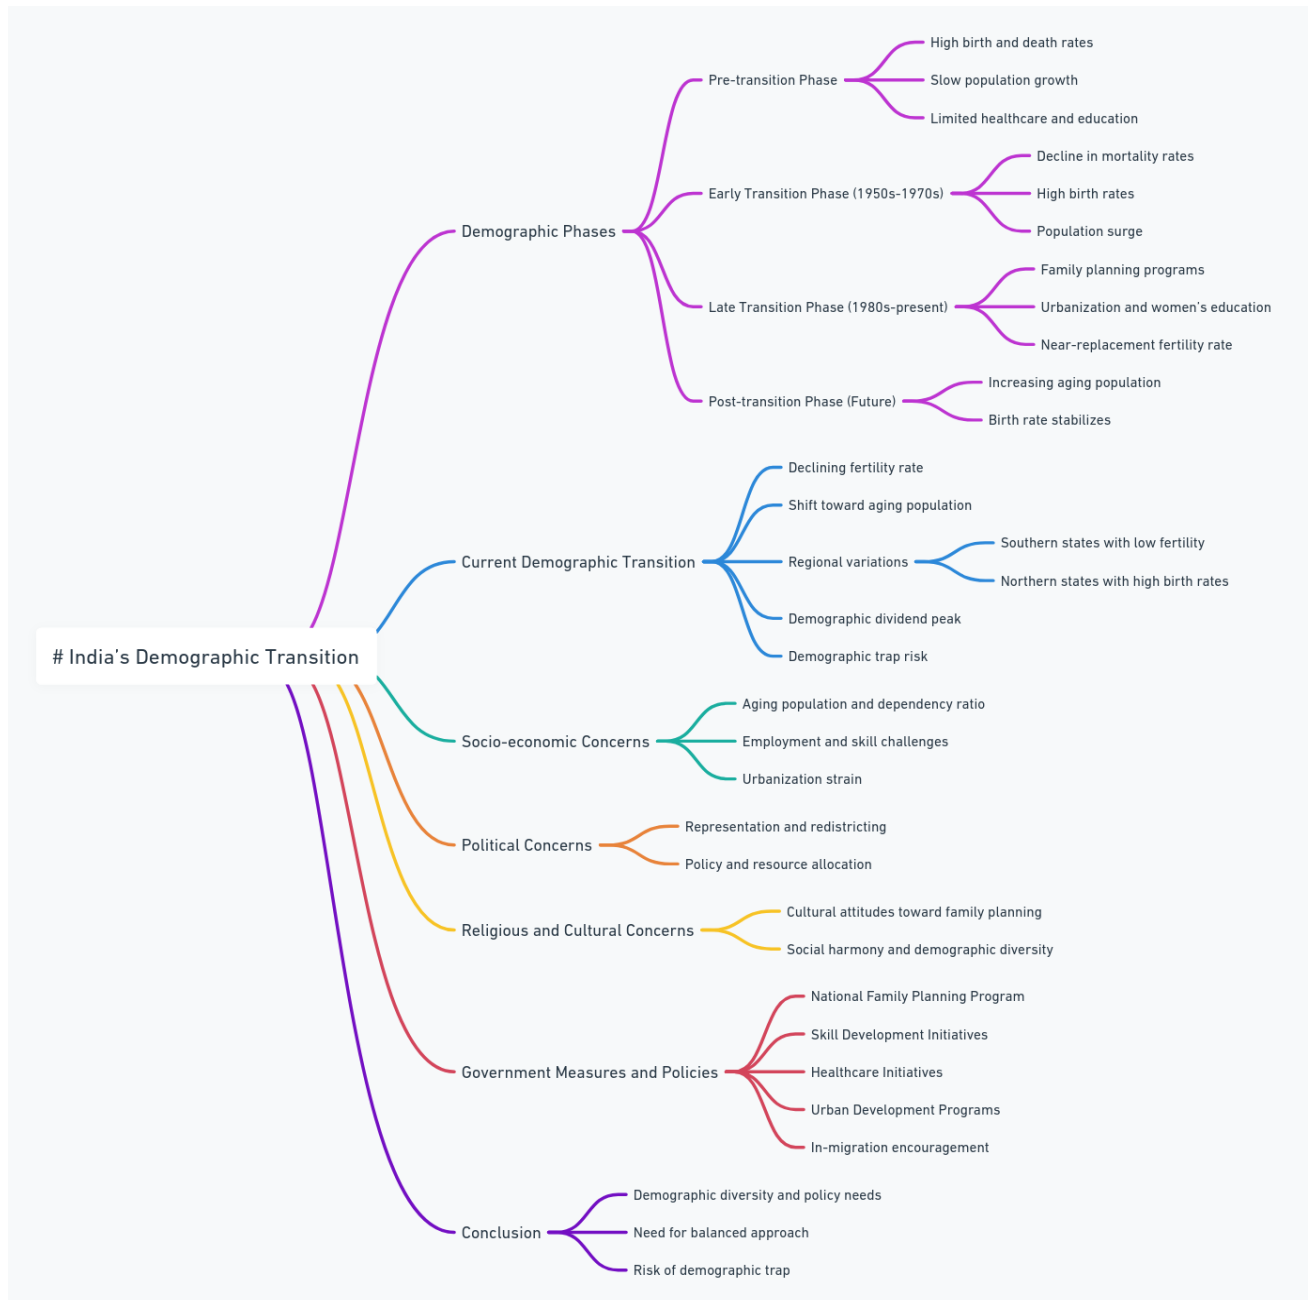 # India's Demographic Transition
Demographic Phases
Pre-transition Phase
High birth and death rates
Slow population growth
Limited healthcare and education
Early Transition Phase (1950s-1970s)
Decline in mortality rates
High birth rates
Population surge
Late Transition Phase (1980s-present)
Family planning programs
Urbanization and women's education
Near-replacement fertility rate
Post-transition Phase (Future)
Increasing aging population
Birth rate stabilizes
Current Demographic Transition
Declining fertility rate
Shift toward aging population
Regional variations
Southern states with low fertility
Northern states with high birth rates
Demographic dividend peak
Demographic trap risk
Socio-economic Concerns
Aging population and dependency ratio
Employment and skill challenges
Urbanization strain
Political Concerns
Representation and redistricting
Policy and resource allocation
Religious and Cultural Concerns
Cultural attitudes toward family planning
Social harmony and demographic diversity
Government Measures and Policies
National Family Planning Program
Skill Development Initiatives
Healthcare Initiatives
Urban Development Programs
In-migration encouragement
Conclusion
Demographic diversity and policy needs
Need for balanced approach
Risk of demographic trap